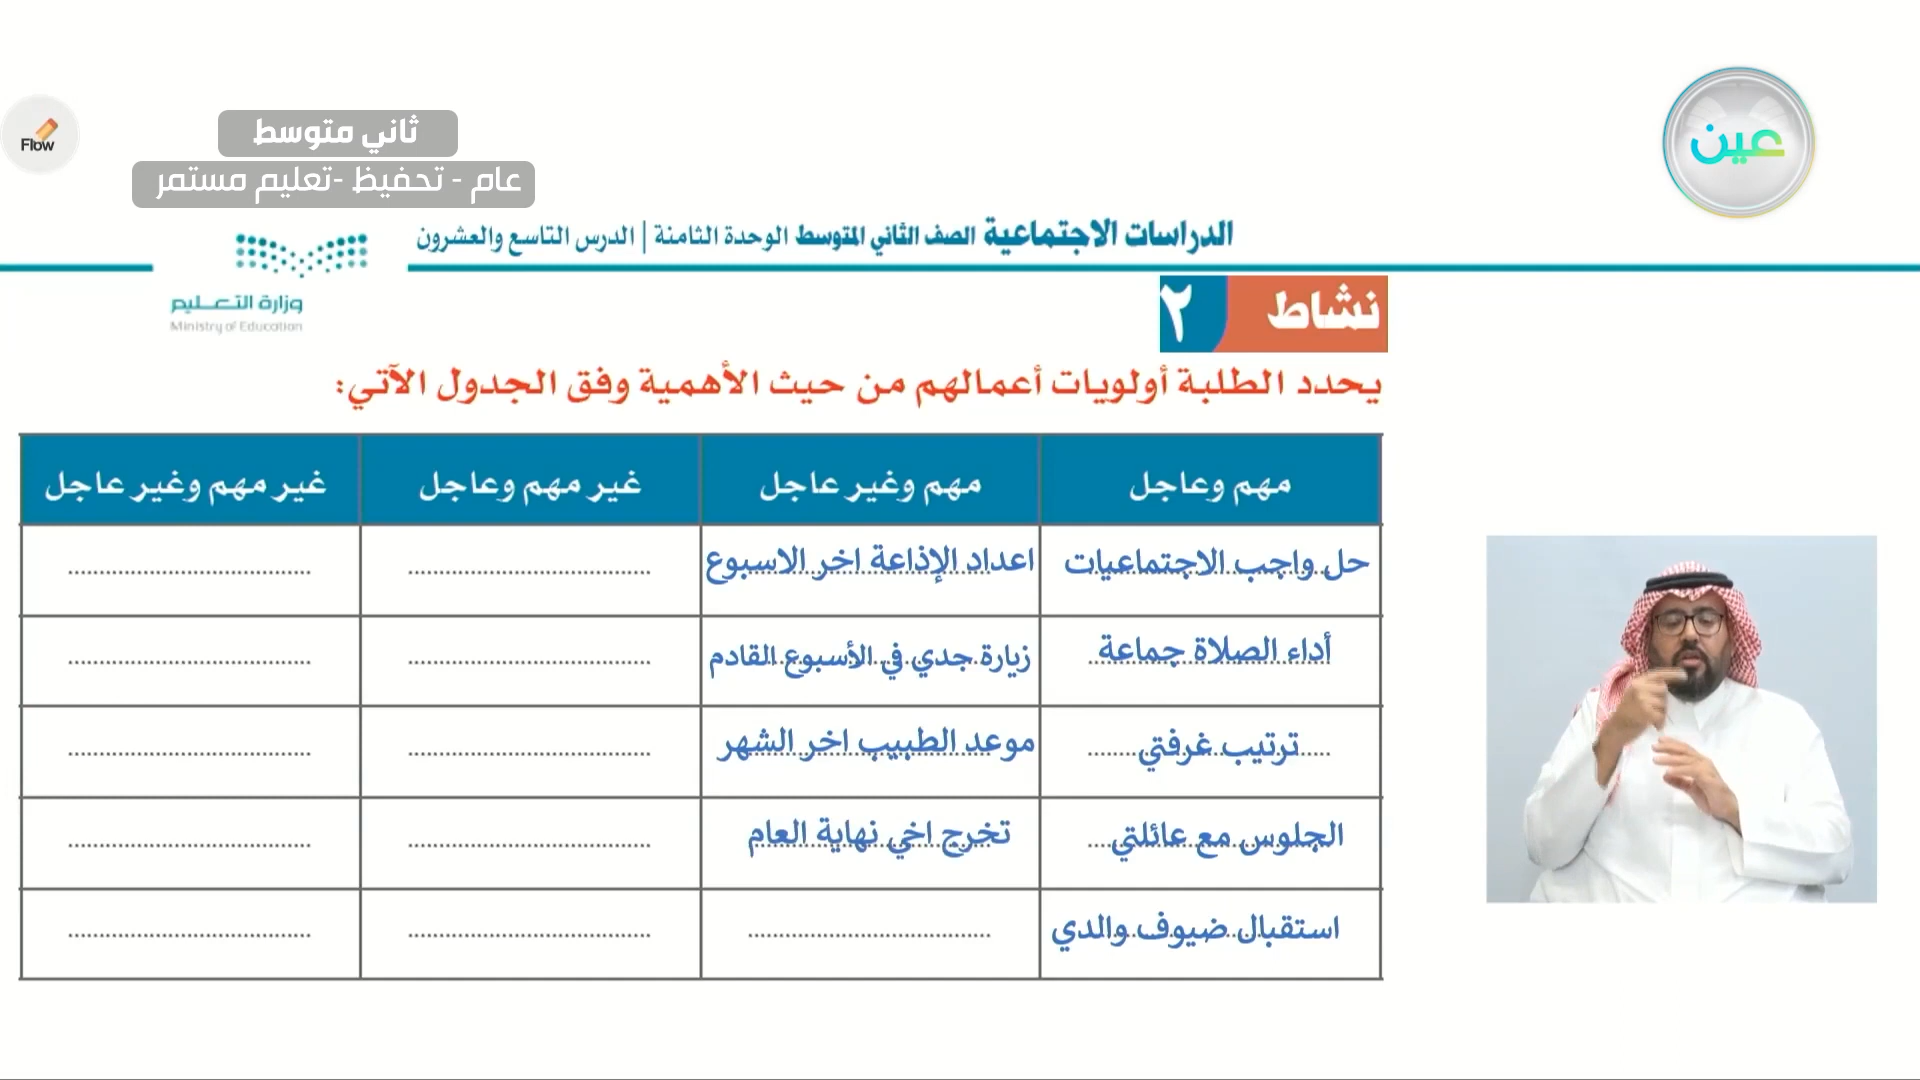 عين
ثاني متوسط
عام - تحفيظ -تعليم مستمر
Flow
الدراسات الاجتماعية الصف الثاني المتوسط الوحدة الثامنة | الدرس التاسع والعشرون
وزارة التعليم
Ministry of Education
نشاط ٢
يحدد الطلبة أولويات أعمالهم من حيث الأهمية وفق الجدول الآتي:
مهم وعاجل
مهم وغير عاجل
غير مهم وعاجل
غير مهم وغير عاجل
حل واجب الاجتماعيات
اعداد الإذاعة اخر الاسبوع
أداء الصلاة جماعة
زيارة جدي في الأسبوع القادم
ترتيب غرفتي
موعد الطبيب اخر الشهر
الجلوس مع عائلتي
تخرج اخي نهاية العام
استقبال ضيوف والدي